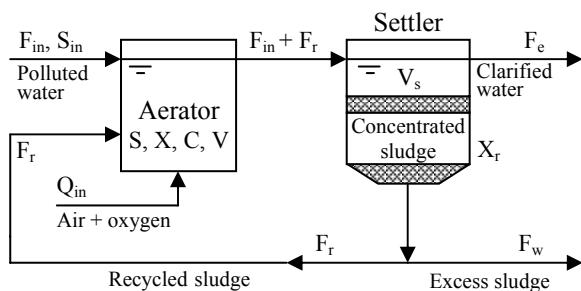 Settler
F_in, S_in
F_in + F_r
F_e
Polluted
water
Clarified
water
V_s
Aerator
S, X, C, V
Concentrated
sludge
X_r
F_r
Q_in
Air + oxygen
F_r
F_w
Recycled sludge
Excess sludge